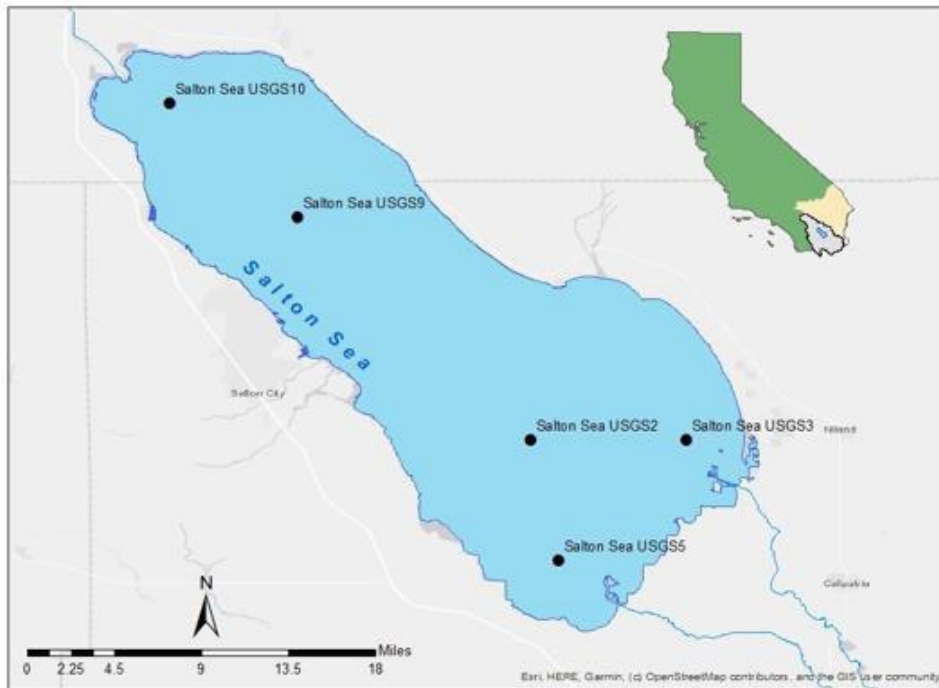 Salton Sea USGS10
Salton Sea USGS9
Salton Sea
Salton City
Salton Sea USGS2
Salton Sea USGS3
Niland
Salton Sea USGS5
Calipatria
N
Miles
0 2.25 4.5 9 13.5 18
Esri, HERE, Garmin, (c) OpenStreetMap contributors, and the GIS user community